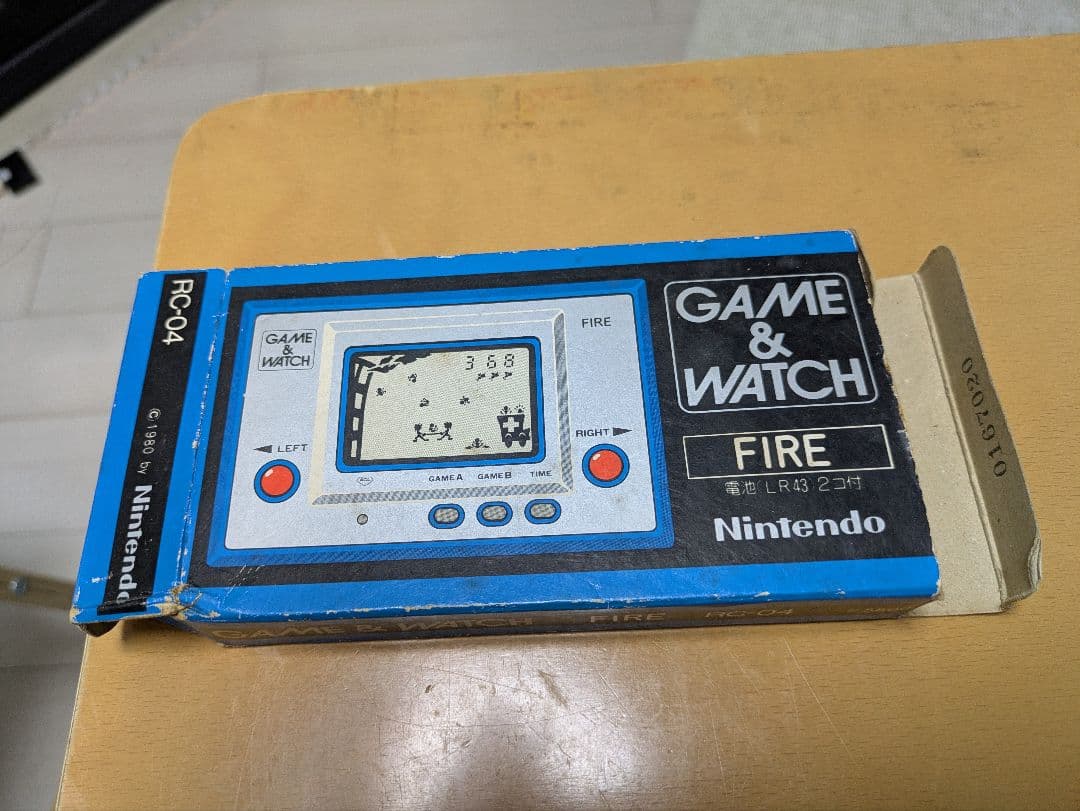 RC-04
© 1980 by Nintendo
GAME
&
WATCH
FIRE
368
◀ LEFT
RIGHT ▶
GAME A GAME B TIME
GAME
&
WATCH
FIRE
電池 LR43 2コ付
Nintendo
0167020
GAME & WATCH FIRE RC-04